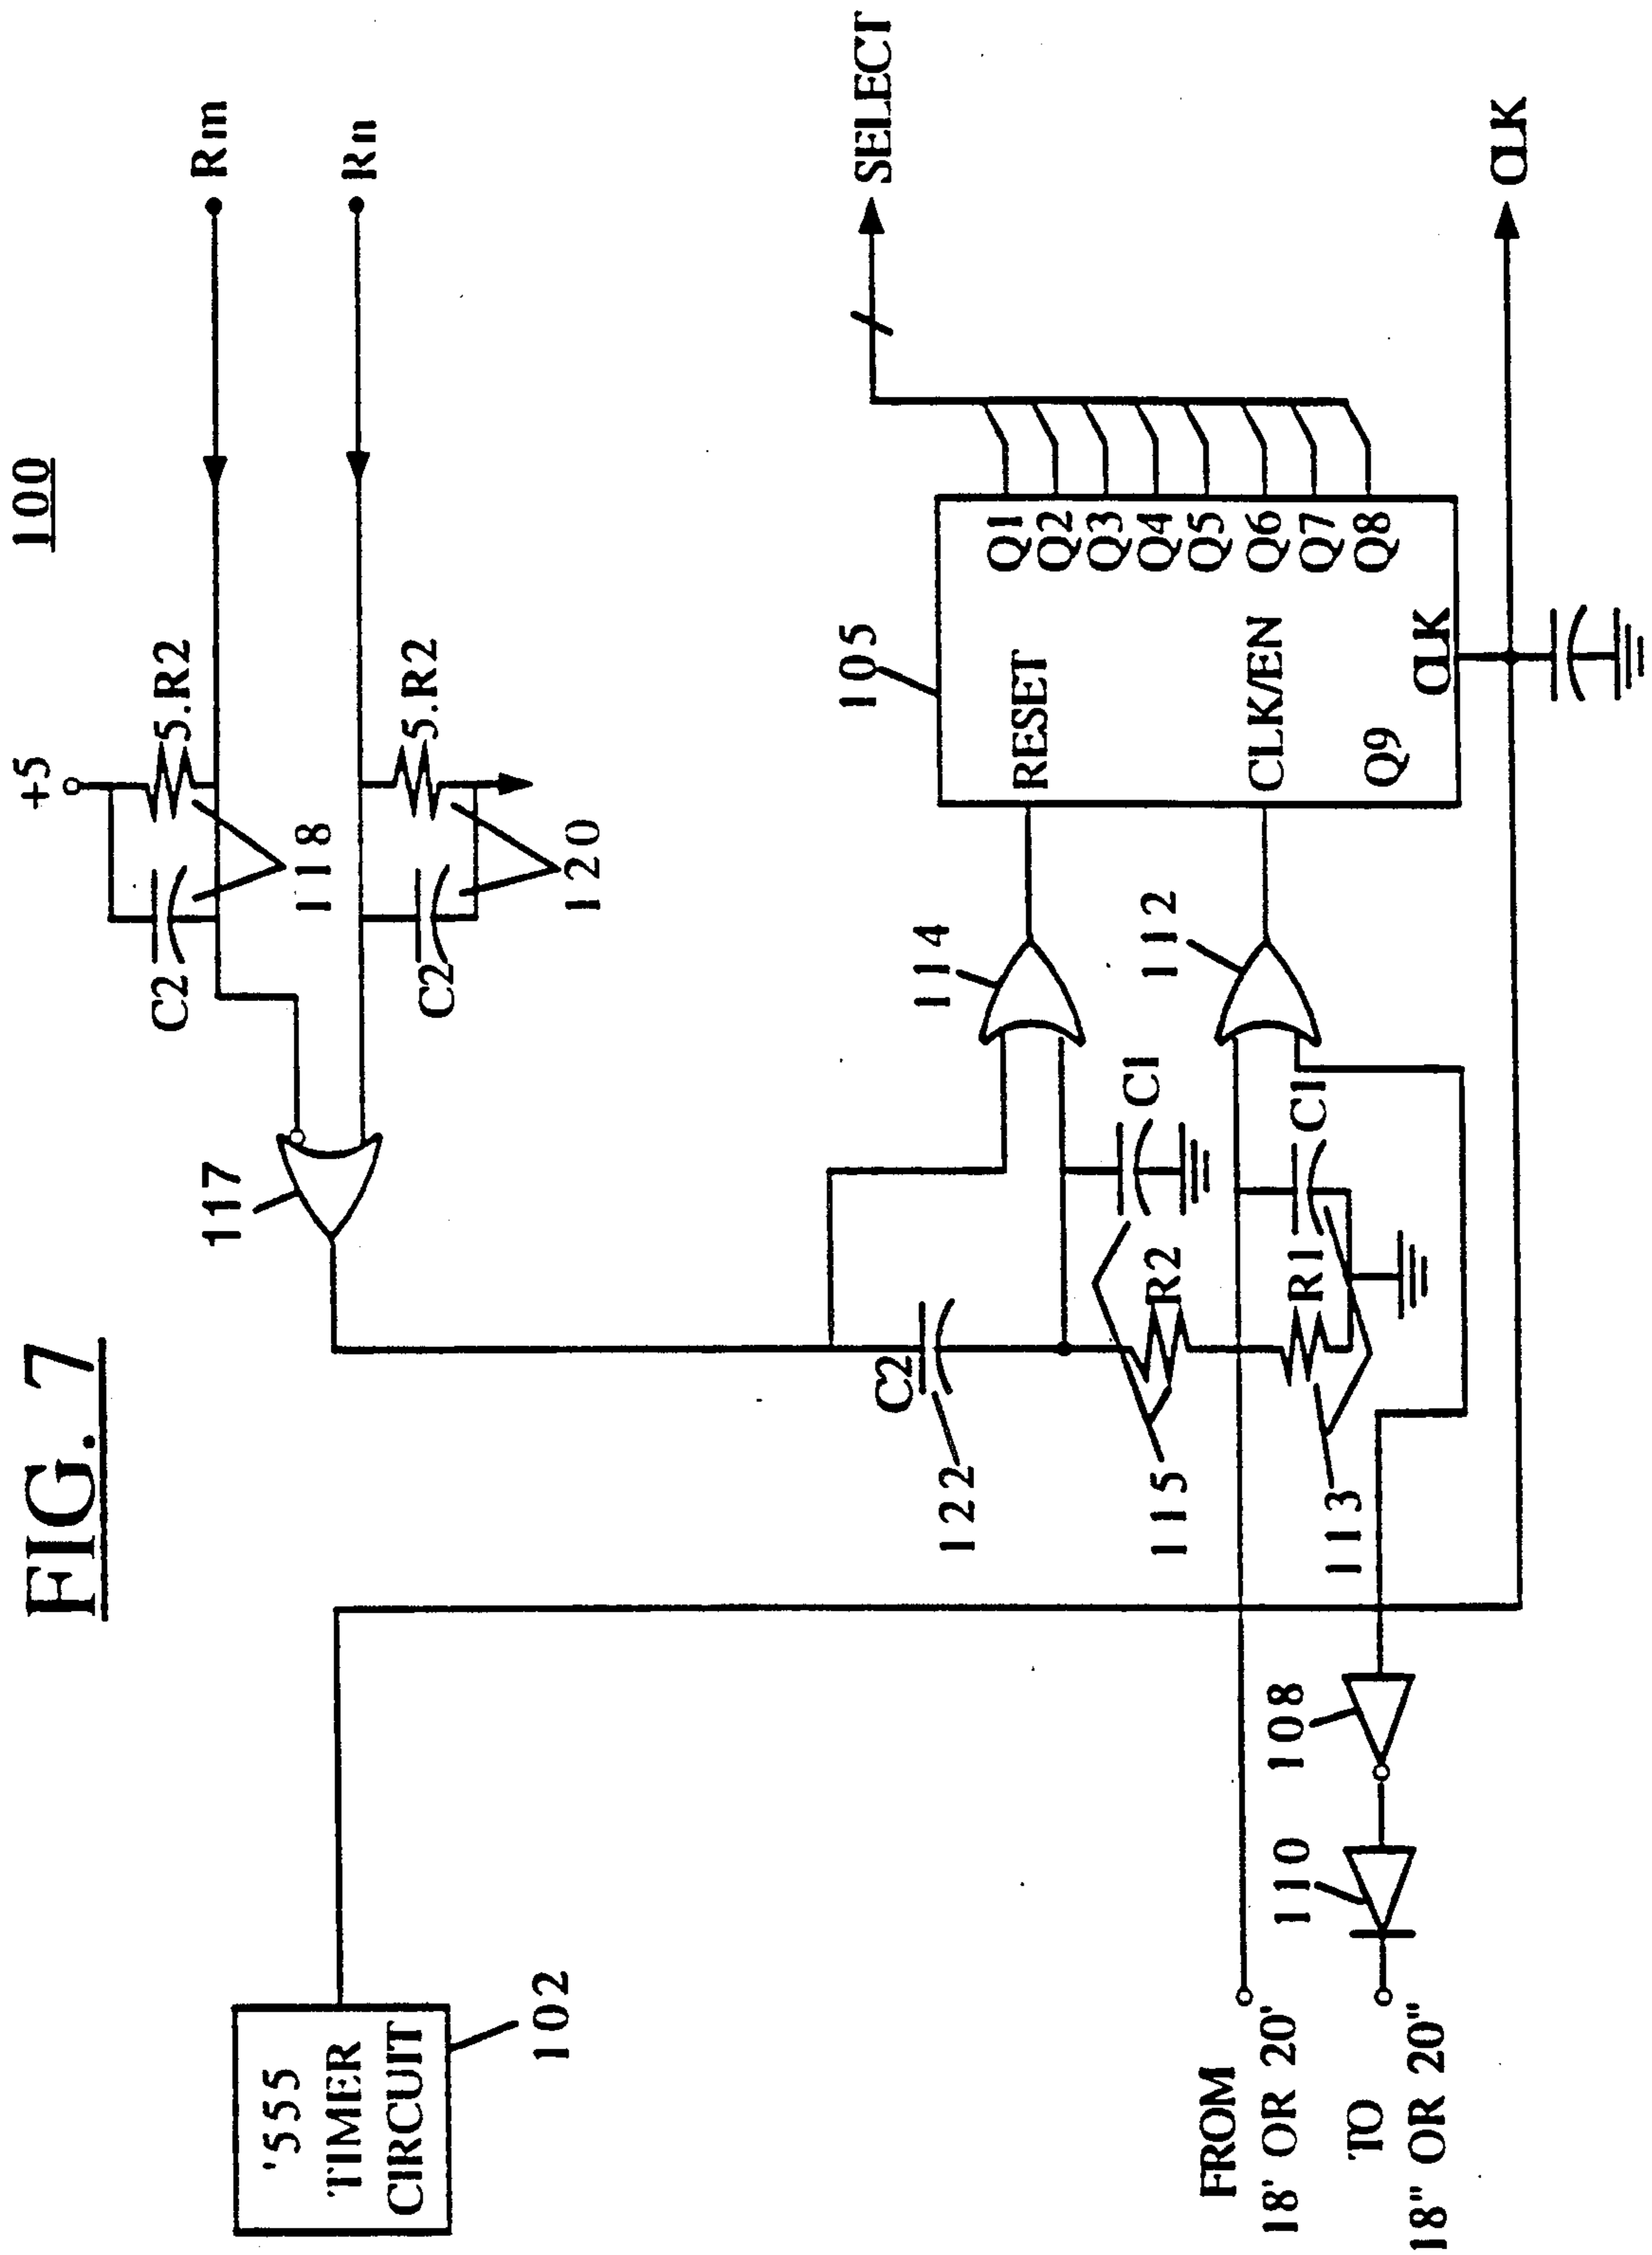 FIG. 7
100
'555
TIMER
CIRCUIT
102
117
+5
C2
5.R2
118
Rm
Rn
C2
5.R2
120
C2
122
114
105
RESET
CLK/EN
Q9
CLK
Q1
Q2
Q3
Q4
Q5
Q6
Q7
Q8
SELECT
CLK
115
R2
C1
112
113
R1
C1
108
110
FROM
18' OR 20'
TO
18" OR 20"